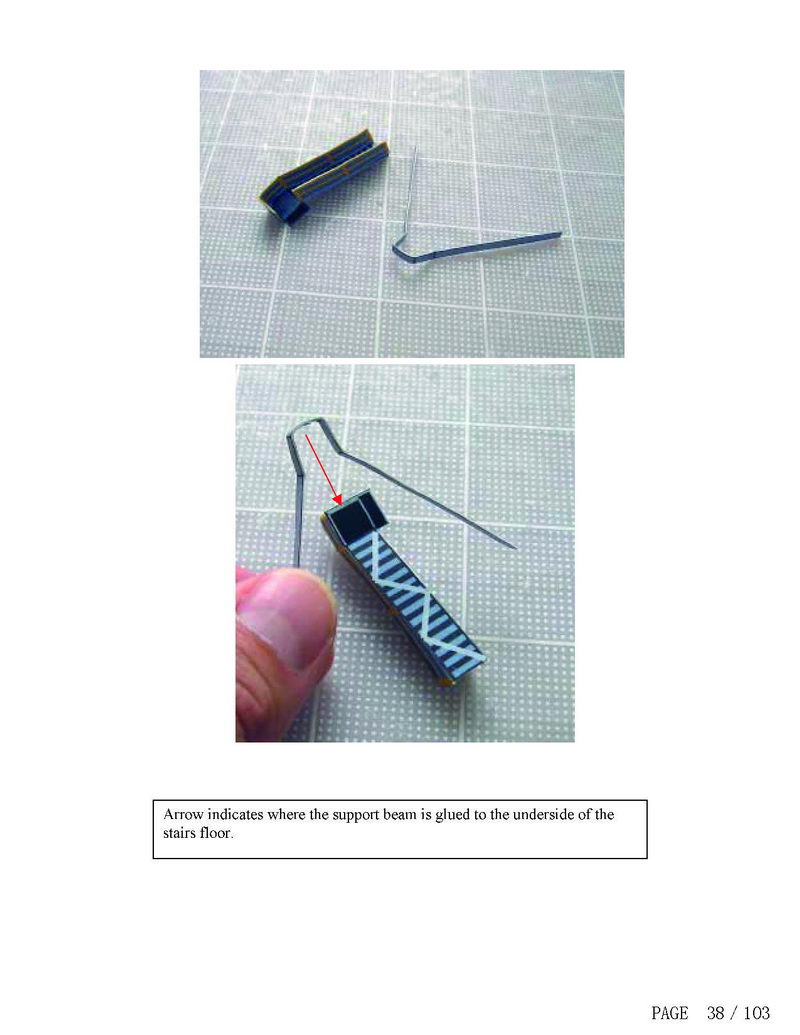 Arrow indicates where the support beam is glued to the underside of the
stairs floor.
PAGE 38 / 103